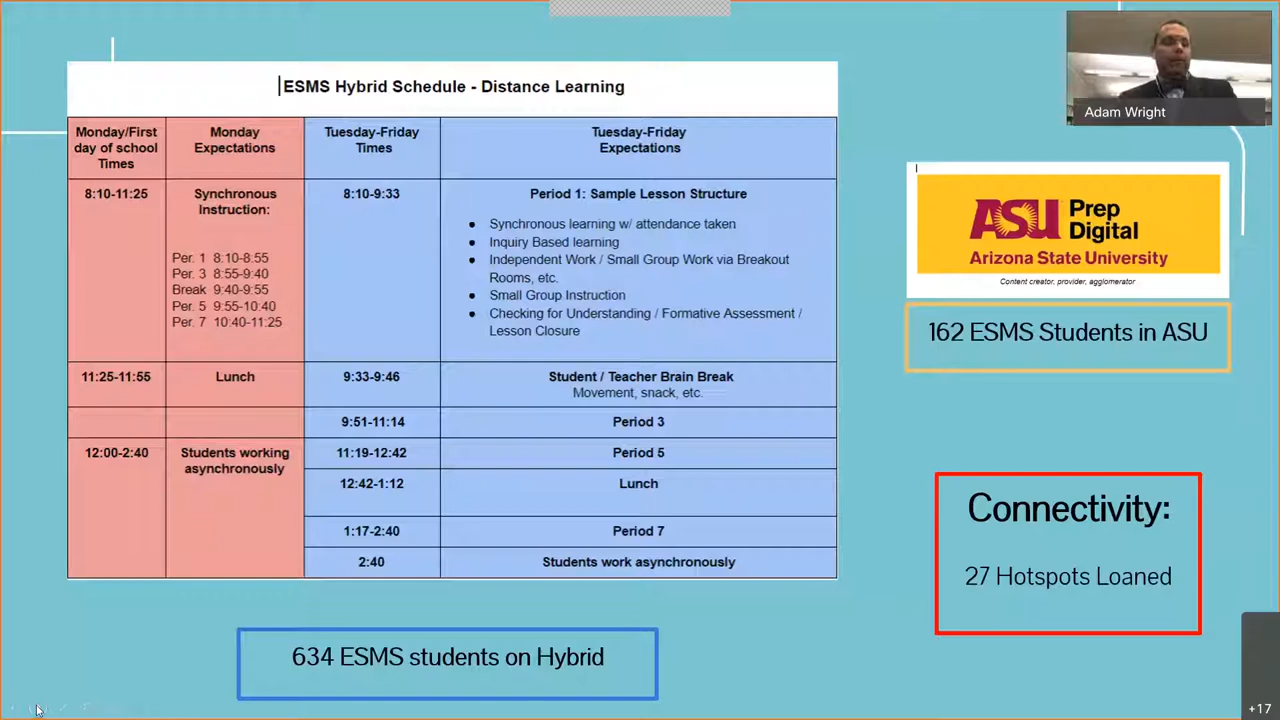 ESMS Hybrid Schedule - Distance Learning
Monday/First
day of school
Times
Monday
Expectations
Tuesday-Friday
Times
Tuesday-Friday
Expectations
8:10-11:25
Synchronous
Instruction:
Per. 1 8:10-8:55
Per. 3 8:55-9:40
Break 9:40-9:55
Per. 5 9:55-10:40
Per. 7 10:40-11:25
8:10-9:33
Period 1: Sample Lesson Structure
● Synchronous learning w/ attendance taken
● Inquiry Based learning
● Independent Work / Small Group Work via Breakout
Rooms, etc.
● Small Group Instruction
● Checking for Understanding / Formative Assessment /
Lesson Closure
11:25-11:55
Lunch
9:33-9:46
Student / Teacher Brain Break
Movement, snack, etc.
9:51-11:14
Period 3
12:00-2:40
Students working
asynchronously
11:19-12:42
Period 5
12:42-1:12
Lunch
1:17-2:40
Period 7
2:40
Students work asynchronously
634 ESMS students on Hybrid
Adam Wright
ASU Prep
Digital
Arizona State University
Content creator, provider, agglomerator
162 ESMS Students in ASU
Connectivity:
27 Hotspots Loaned
+17